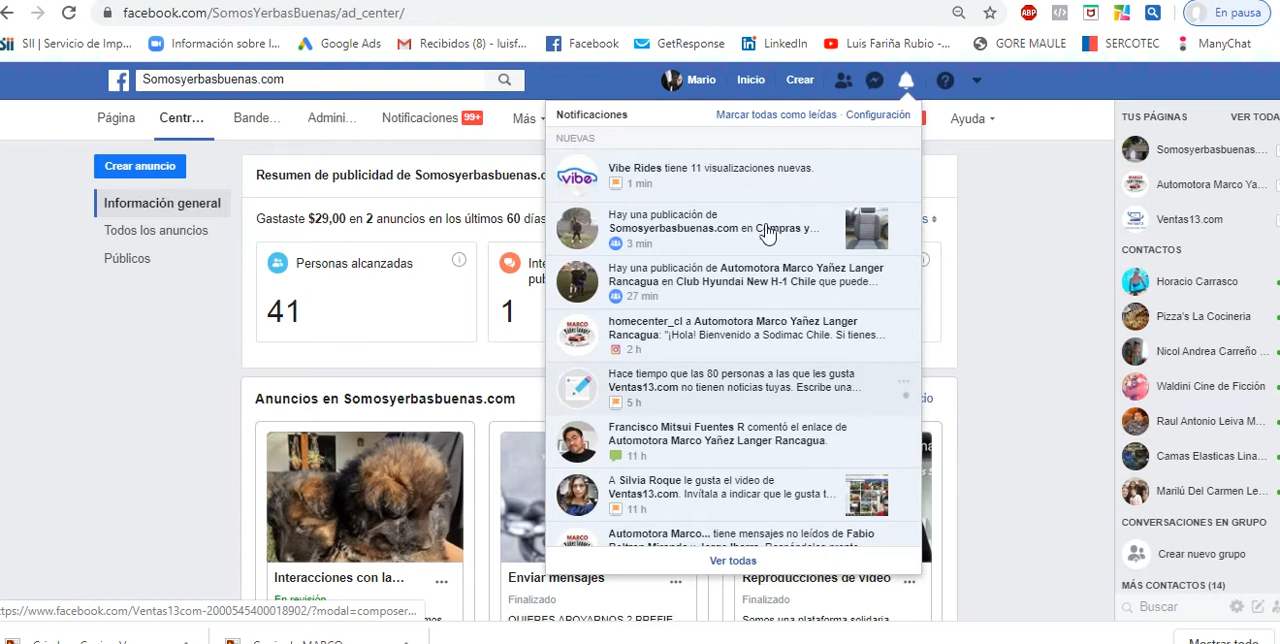 facebook.com/SomosYerbasBuenas/ad_center/
ABP
En pausa
SII | Servicio de Imp...
Información sobre l...
Google Ads
Recibidos (8) - luisf...
Facebook
GetResponse
LinkedIn
Luis Fariña Rubio -...
GORE MAULE
SERCOTEC
ManyChat
Somosyerbasbuenas.com
Mario
Inicio
Crear
Página
Centr...
Bande...
Admini...
Notificaciones 99+
Más
Ayuda
Crear anuncio
Información general
Todos los anuncios
Públicos
Resumen de publicidad de Somosyerbasbuenas.c
Gastaste $29,00 en 2 anuncios en los últimos 60 días
Personas alcanzadas
41
Inte
pub
1
Anuncios en Somosyerbasbuenas.com
Interacciones con la...
En revisión
Enviar mensajes
Finalizado
Reproducciones de video
Finalizado
Notificaciones
Marcar todas como leídas · Configuración
NUEVAS
vibe
Vibe Rides tiene 11 visualizaciones nuevas.
1 min
Hay una publicación de
Somosyerbasbuenas.com en Compras y...
3 min
Hay una publicación de Automotora Marco Yañez Langer
Rancagua en Club Hyundai New H-1 Chile que puede...
27 min
homecenter_cl a Automotora Marco Yañez Langer
Rancagua: "¡Hola! Bienvenido a Sodimac Chile. Si tienes...
2 h
Hace tiempo que las 80 personas a las que les gusta
Ventas13.com no tienen noticias tuyas. Escribe una...
5 h
Francisco Mitsui Fuentes R comentó el enlace de
Automotora Marco Yañez Langer Rancagua.
11 h
A Silvia Roque le gusta el video de
Ventas13.com. Invítala a indicar que le gusta t...
11 h
Automotora Marco... tiene mensajes no leídos de Fabio
Ver todas
TUS PÁGINAS
VER TODA
Somosyerbasbuenas....
Automotora Marco Ya...
Ventas13.com
CONTACTOS
Horacio Carrasco
Pizza's La Cocineria
Nicol Andrea Carreño ...
Waldini Cine de Ficción
Raul Antonio Leiva M...
Camas Elasticas Lina...
Marilú Del Carmen Le...
CONVERSACIONES EN GRUPO
Crear nuevo grupo
MÁS CONTACTOS (14)
Buscar
ttps://www.facebook.com/Ventas13com-2000545400018902/?modal=composer...